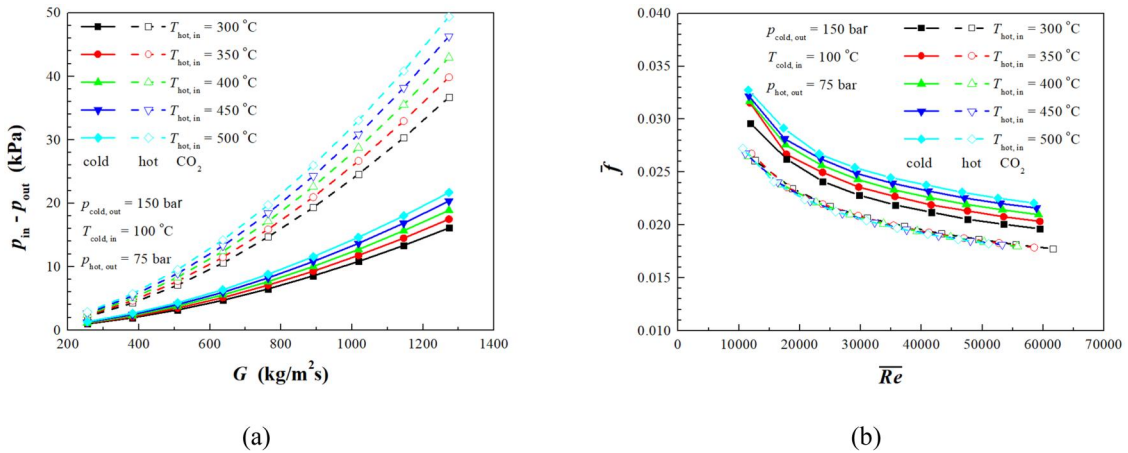 50
40
30
20
10
0
p_in - p_out (kPa)
T_hot, in = 300 °C
T_hot, in = 350 °C
T_hot, in = 400 °C
T_hot, in = 450 °C
T_hot, in = 500 °C
cold hot CO₂
p_cold, out = 150 bar
T_cold, in = 100 °C
p_hot, out = 75 bar
200 400 600 800 1000 1200 1400
G (kg/m²s)
(a)
0.040
0.035
0.030
0.025
0.020
0.015
0.010
f̅
p_cold, out = 150 bar
T_cold, in = 100 °C
p_hot, out = 75 bar
T_hot, in = 300 °C
T_hot, in = 350 °C
T_hot, in = 400 °C
T_hot, in = 450 °C
T_hot, in = 500 °C
cold hot CO₂
0 10000 20000 30000 40000 50000 60000 70000
R̅e̅
(b)